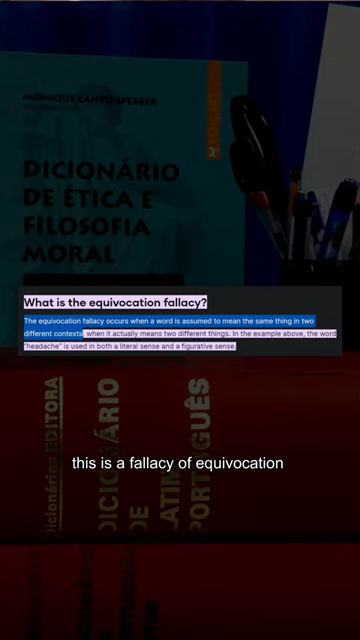 MONIQUE CANTO-SPERBER
DICIONÁRIO
DE ÉTICA E
FILOSOFIA
MORAL
What is the equivocation fallacy?
The equivocation fallacy occurs when a word is assumed to mean the same thing in two
different contexts when it actually means two different things. In the example above, the word
"headache" is used in both a literal sense and a figurative sense.
this is a fallacy of equivocation
Dicionários EDITORA
DICIONÁRIO
DE
LATIM
PORTUGUÊS